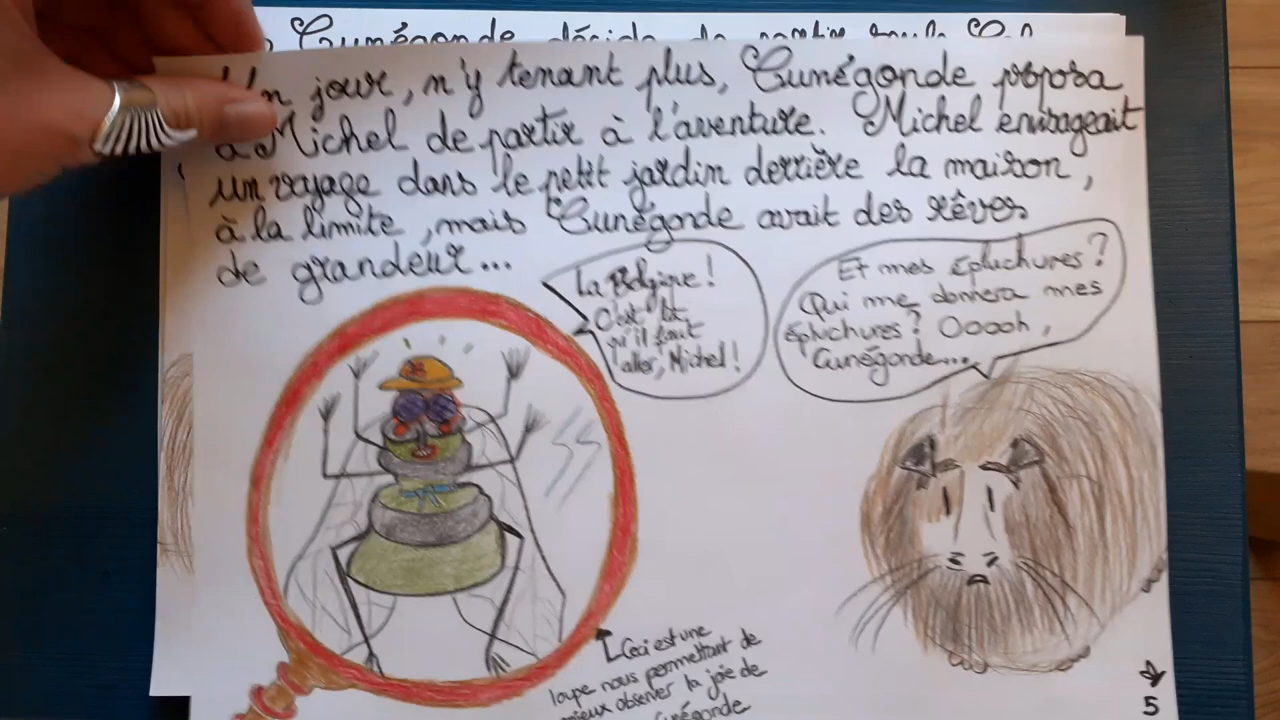 Cunégonde décide de
Un jour, n'y tenant plus, Cunégonde proposa
à Michel de partir à l'aventure. Michel envisageait
un voyage dans le petit jardin derrière la maison,
à la limite, mais Cunégonde avait des rêves
de grandeur...
La Belgique !
C'est là
qu'il faut
aller, Michel !
Et mes épluchures ?
Qui me donnera mes
épluchures ? Ooooh,
Cunégonde...
Ceci est une
loupe nous permettant de
mieux observer la joie de
Cunégonde
5